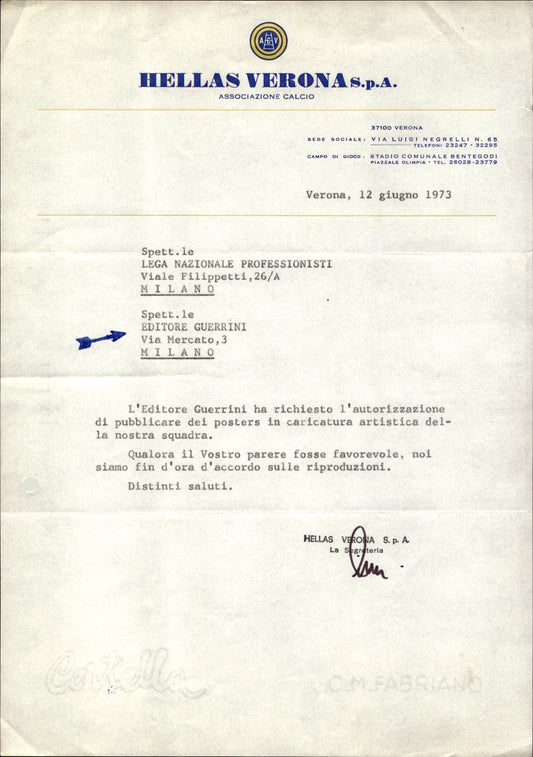 HELLAS VERONA S.p.A.
ASSOCIAZIONE CALCIO
37100 VERONA
SEDE SOCIALE: VIA LUIGI NEGRELLI N. 65
TELEFONI 23247 - 32295
CAMPO DI GIOCO: STADIO COMUNALE BENTEGODI
PIAZZALE OLIMPIA - TEL. 26028-23779
Verona, 12 giugno 1973
Spett.le
LEGA NAZIONALE PROFESSIONISTI
Viale Filippetti,26/A
M I L A N O
Spett.le
EDITORE GUERRINI
Via Mercato,3
M I L A N O
L'Editore Guerrini ha richiesto l'autorizzazione
di pubblicare dei posters in caricatura artistica del-
la nostra squadra.
Qualora il Vostro parere fosse favorevole, noi
siamo fin d'ora d'accordo sulle riproduzioni.
Distinti saluti.
HELLAS VERONA S. p. A.
La Segreteria
C.M.FABRIANO